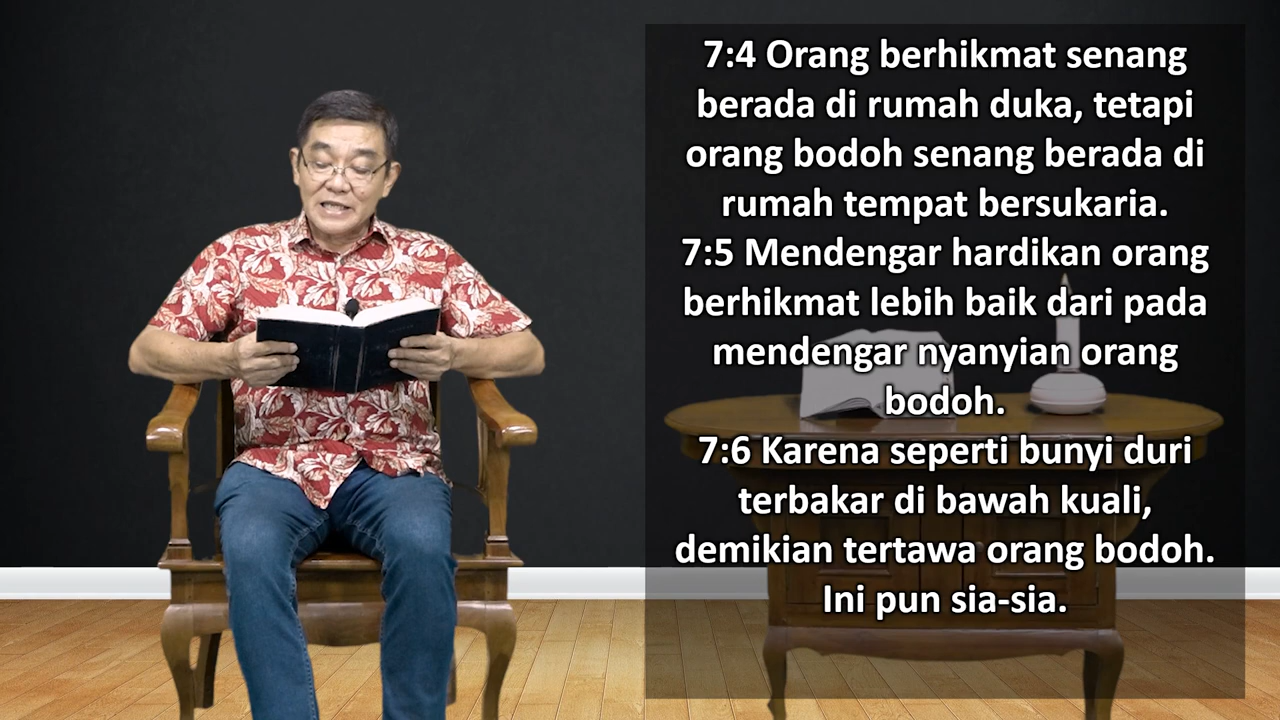 7:4 Orang berhikmat senang
berada di rumah duka, tetapi
orang bodoh senang berada di
rumah tempat bersukaria.
7:5 Mendengar hardikan orang
berhikmat lebih baik dari pada
mendengar nyanyian orang
bodoh.
7:6 Karena seperti bunyi duri
terbakar di bawah kuali,
demikian tertawa orang bodoh.
Ini pun sia-sia.